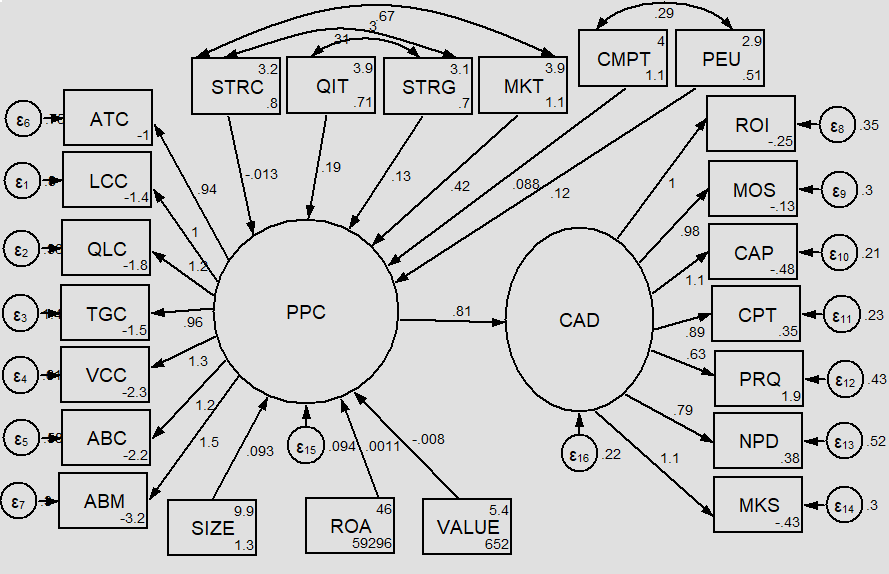 .67
.3
.31
.29
STRC 3.2 .8
QIT 3.9 .71
STRG 3.1 .7
MKT 3.9 1.1
CMPT 4 1.1
PEU 2.9 .51
ε6
ATC -1
ε1
LCC -1.4
ε2
QLC -1.8
ε3
TGC -1.5
ε4
VCC -2.3
ε5
ABC -2.2
ε7
ABM -3.2
.94
1
1.2
.96
1.3
1.2
1.5
-.013
.19
.13
.42
.088
.12
PPC
.81
CAD
ε15 .094
ε16 .22
.093
.0011
-.008
SIZE 9.9 1.3
ROA 46 59296
VALUE 5.4 652
1
.98
1.1
.89
.63
.79
1.1
ROI -.25
ε8 .35
MOS -.13
ε9 .3
CAP -.48
ε10 .21
CPT .35
ε11 .23
PRQ 1.9
ε12 .43
NPD .38
ε13 .52
MKS -.43
ε14 .3